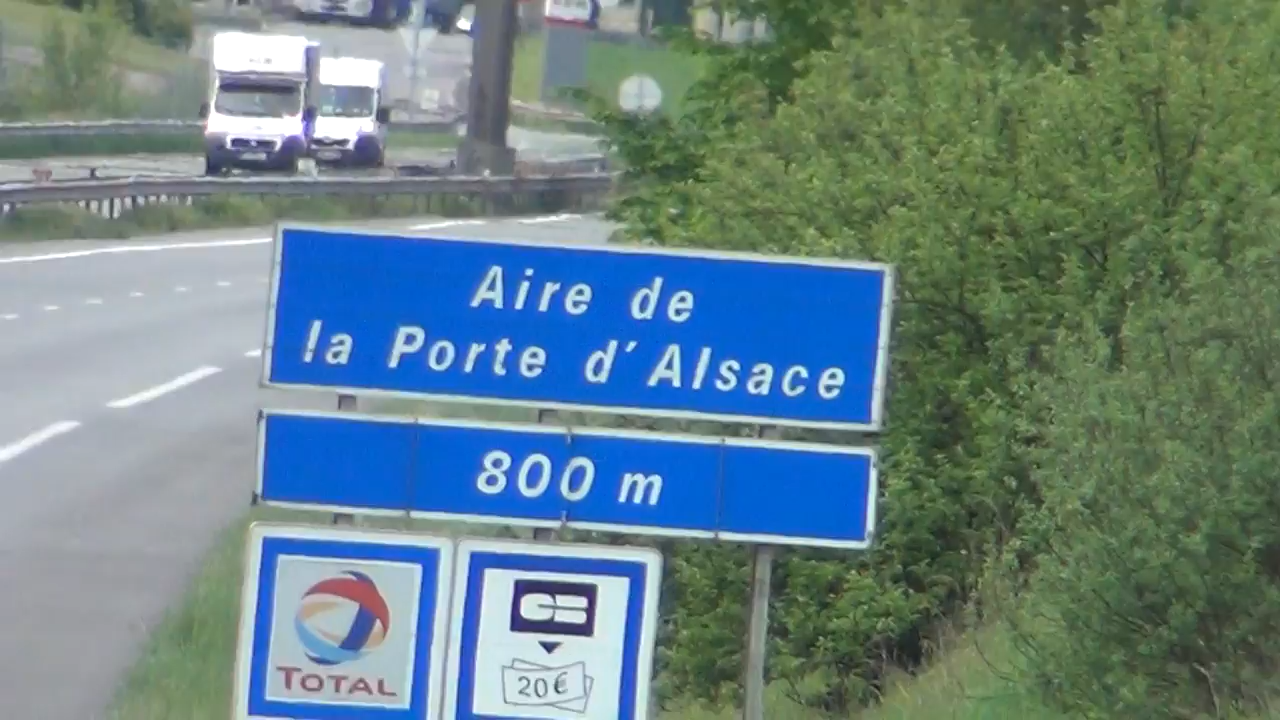 Aire de
la Porte d'Alsace
800 m
TOTAL
CB
20€